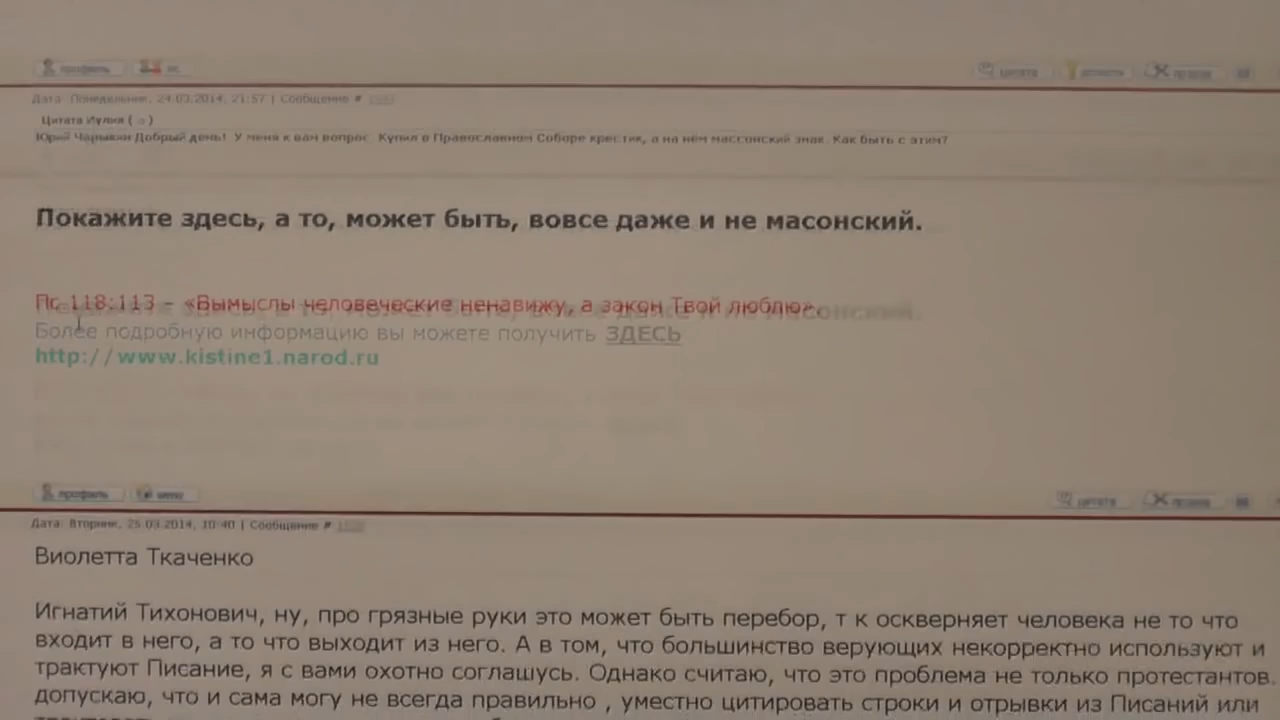 профиль
цитата
Дата: Понедельник, 24.03.2014, 21:57 | Сообщение #
Цитата Иулия ( )
Юрий Добрый день! У меня к вам вопрос. Купил в Православном Соборе крестик, а на нём массонский знак. Как быть с этим?
Покажите здесь, а то, может быть, вовсе даже и не масонский.
Пс.118:113 – «Вымыслы человеческие ненавижу, а закон Твой люблю».
Более подробную информацию вы можете получить ЗДЕСЬ
http://www.kistine1.narod.ru
профиль
цитата
Дата: Вторник, 25.03.2014, 10:40 | Сообщение #
Виолетта Ткаченко
Игнатий Тихонович, ну, про грязные руки это может быть перебор, т к оскверняет человека не то что
входит в него, а то что выходит из него. А в том, что большинство верующих некорректно используют и
трактуют Писание, я с вами охотно соглашусь. Однако считаю, что это проблема не только протестантов.
допускаю, что и сама могу не всегда правильно , уместно цитировать строки и отрывки из Писаний или